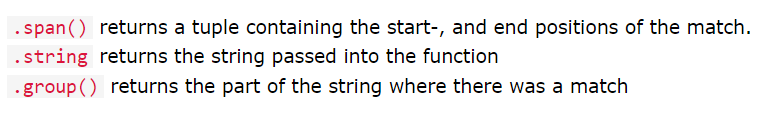 .span() returns a tuple containing the start-, and end positions of the match.
.string returns the string passed into the function
.group() returns the part of the string where there was a match